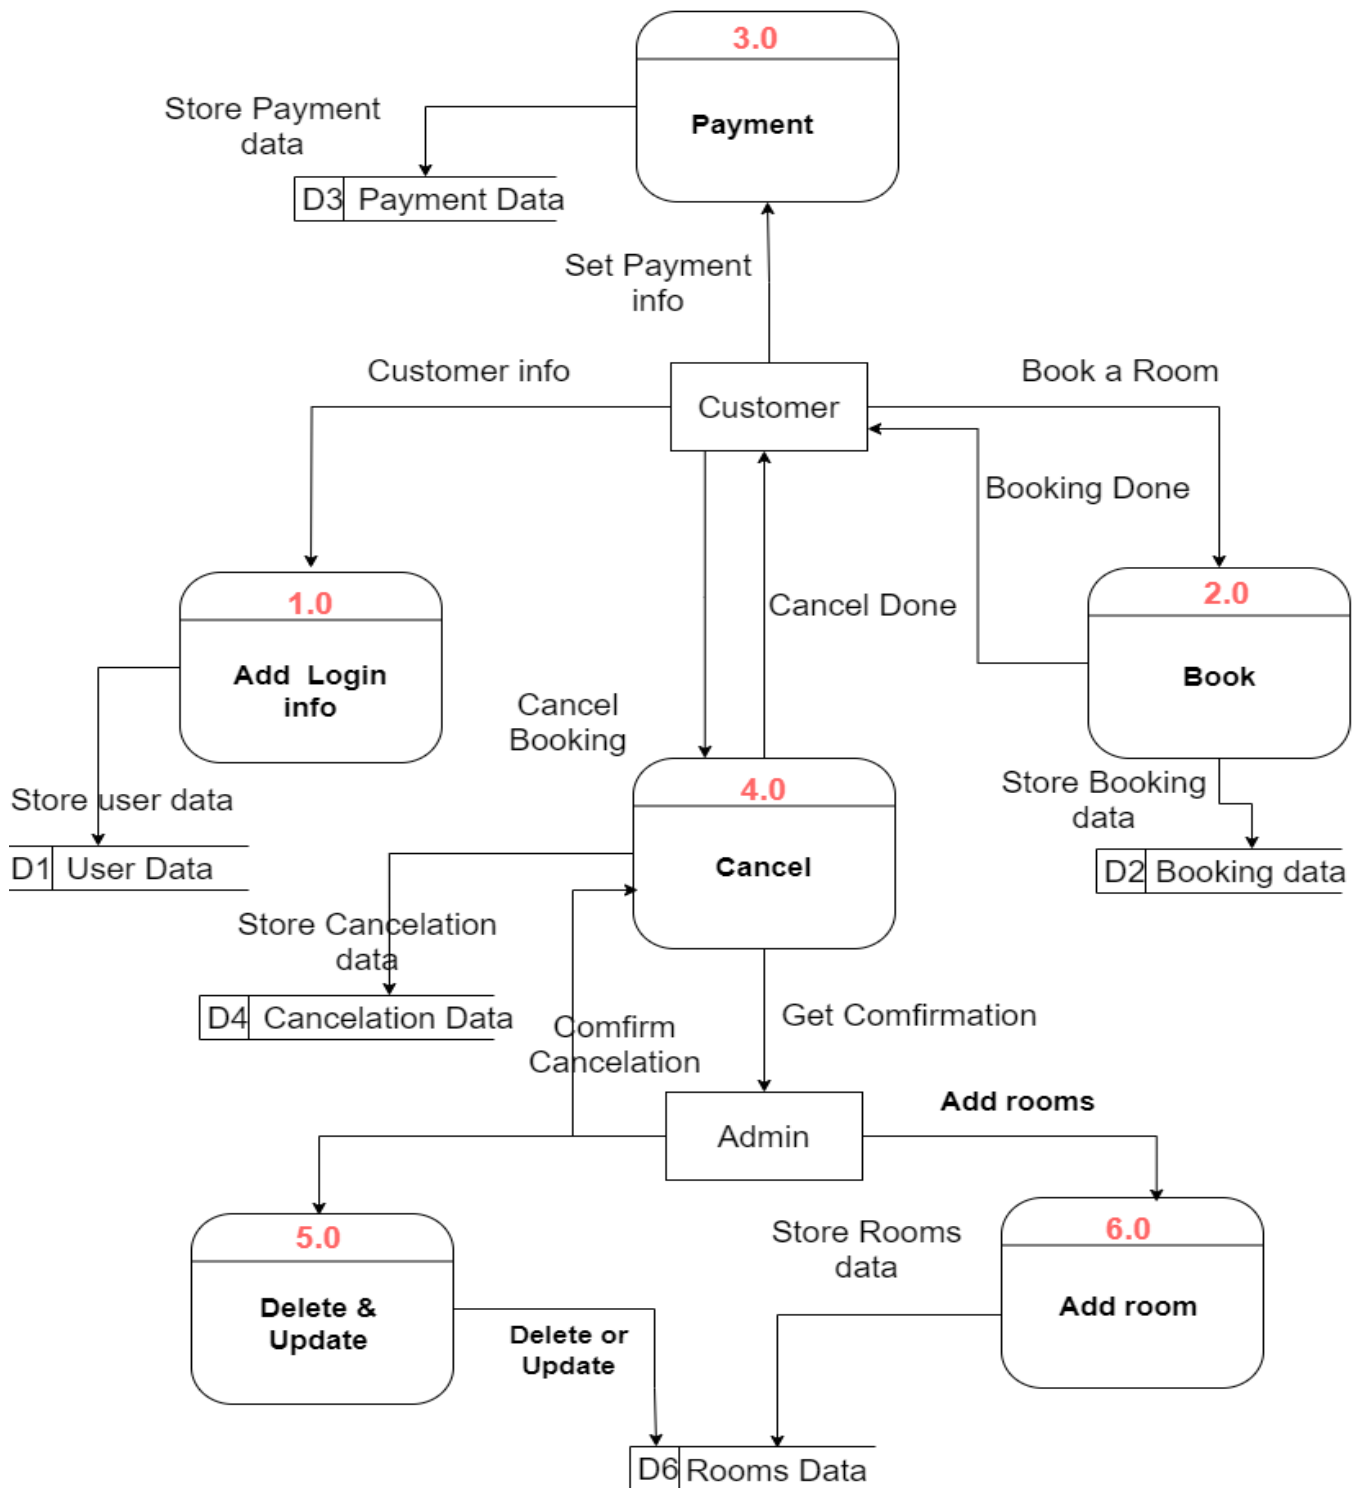 3.0
Payment
Store Payment
data
D3 Payment Data
Set Payment
info
Customer info
Customer
Book a Room
Booking Done
1.0
Add Login
info
Cancel Done
2.0
Book
Cancel
Booking
Store user data
D1 User Data
4.0
Cancel
Store Booking
data
D2 Booking data
Store Cancelation
data
D4 Cancelation Data
Comfirm
Cancelation
Get Comfirmation
Admin
Add rooms
5.0
Delete &
Update
Delete or
Update
Store Rooms
data
6.0
Add room
D6 Rooms Data